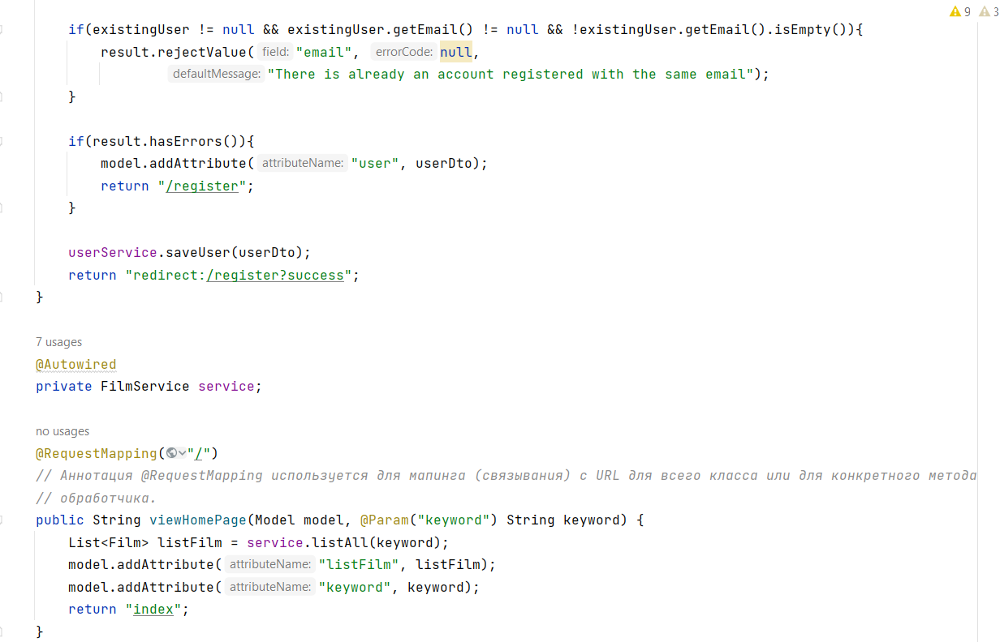 9 3
if(existingUser != null && existingUser.getEmail() != null && !existingUser.getEmail().isEmpty()){
result.rejectValue( field: "email", errorCode: null,
defaultMessage: "There is already an account registered with the same email");
}
if(result.hasErrors()){
model.addAttribute( attributeName: "user", userDto);
return "/register";
}
userService.saveUser(userDto);
return "redirect:/register?success";
}
7 usages
@Autowired
private FilmService service;
no usages
@RequestMapping("/")
// Аннотация @RequestMapping используется для мапинга (связывания) с URL для всего класса или для конкретного метода
// обработчика.
public String viewHomePage(Model model, @Param("keyword") String keyword) {
List<Film> listFilm = service.listAll(keyword);
model.addAttribute( attributeName: "listFilm", listFilm);
model.addAttribute( attributeName: "keyword", keyword);
return "index";
}